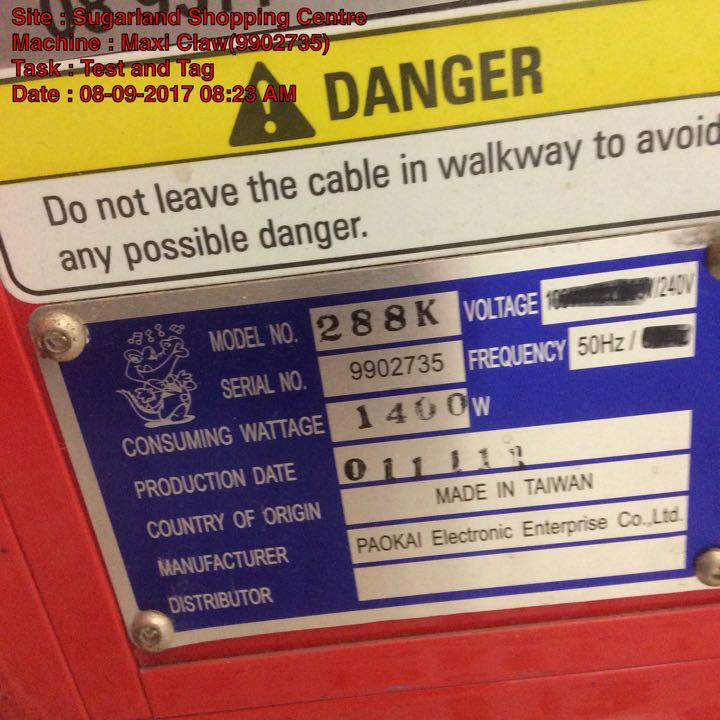 Site : Sugarland Shopping Centre
Machine : Maxi Claw(9902735)
Task : Test and Tag
Date : 08-09-2017 08:23 AM
DANGER
Do not leave the cable in walkway to avoid
any possible danger.
MODEL NO. 288K VOLTAGE /240V
SERIAL NO. 9902735 FREQUENCY 50Hz /
CONSUMING WATTAGE 1400W
PRODUCTION DATE 011111
COUNTRY OF ORIGIN MADE IN TAIWAN
MANUFACTURER PAOKAI Electronic Enterprise Co.,Ltd.
DISTRIBUTOR